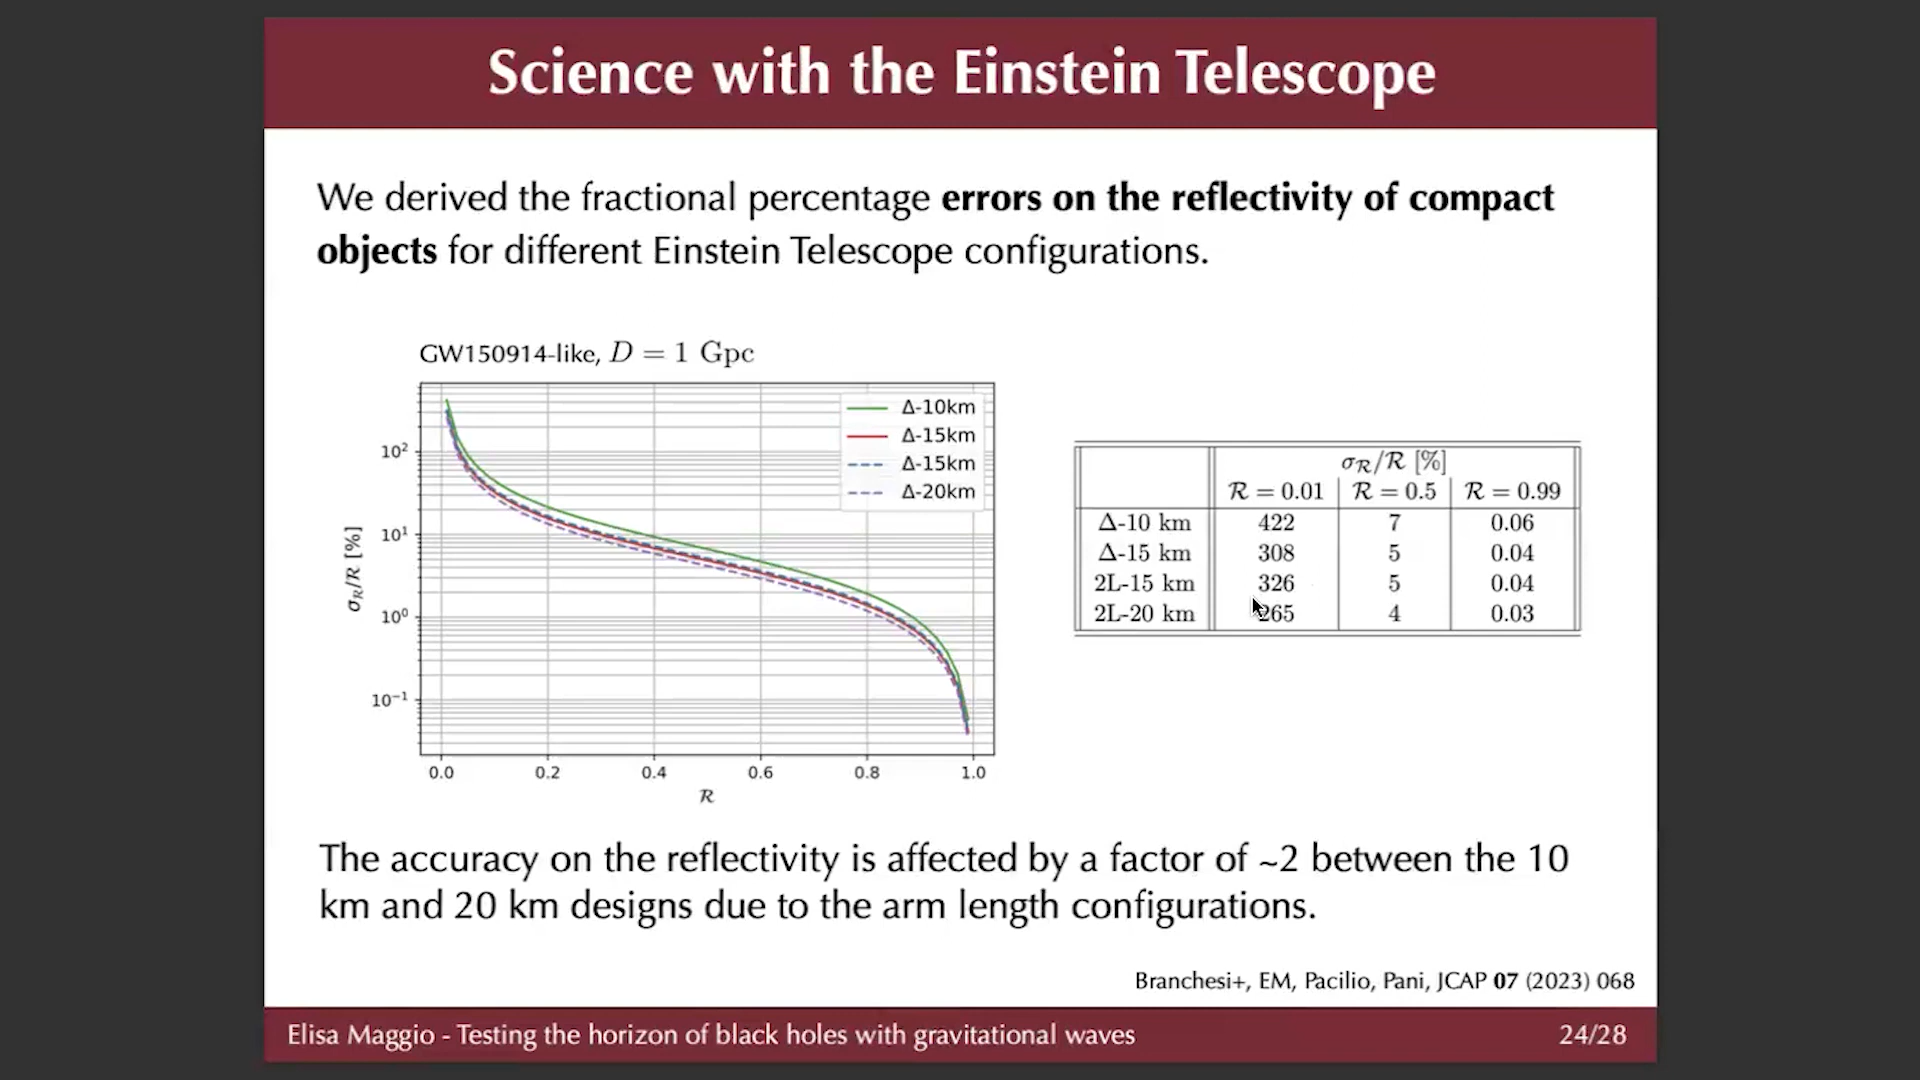 Science with the Einstein Telescope
We derived the fractional percentage errors on the reflectivity of compact
objects for different Einstein Telescope configurations.
GW150914-like, D = 1 Gpc
Δ-10km
Δ-15km
Δ-15km
Δ-20km
10²
10¹
10⁰
10⁻¹
σ_R/R [%]
0.0 0.2 0.4 0.6 0.8 1.0
R
σ_R/R [%]
R = 0.01 R = 0.5 R = 0.99
Δ-10 km 422 7 0.06
Δ-15 km 308 5 0.04
2L-15 km 326 5 0.04
2L-20 km 265 4 0.03
The accuracy on the reflectivity is affected by a factor of ~2 between the 10
km and 20 km designs due to the arm length configurations.
Branchesi+, EM, Pacilio, Pani, JCAP 07 (2023) 068
Elisa Maggio - Testing the horizon of black holes with gravitational waves 24/28